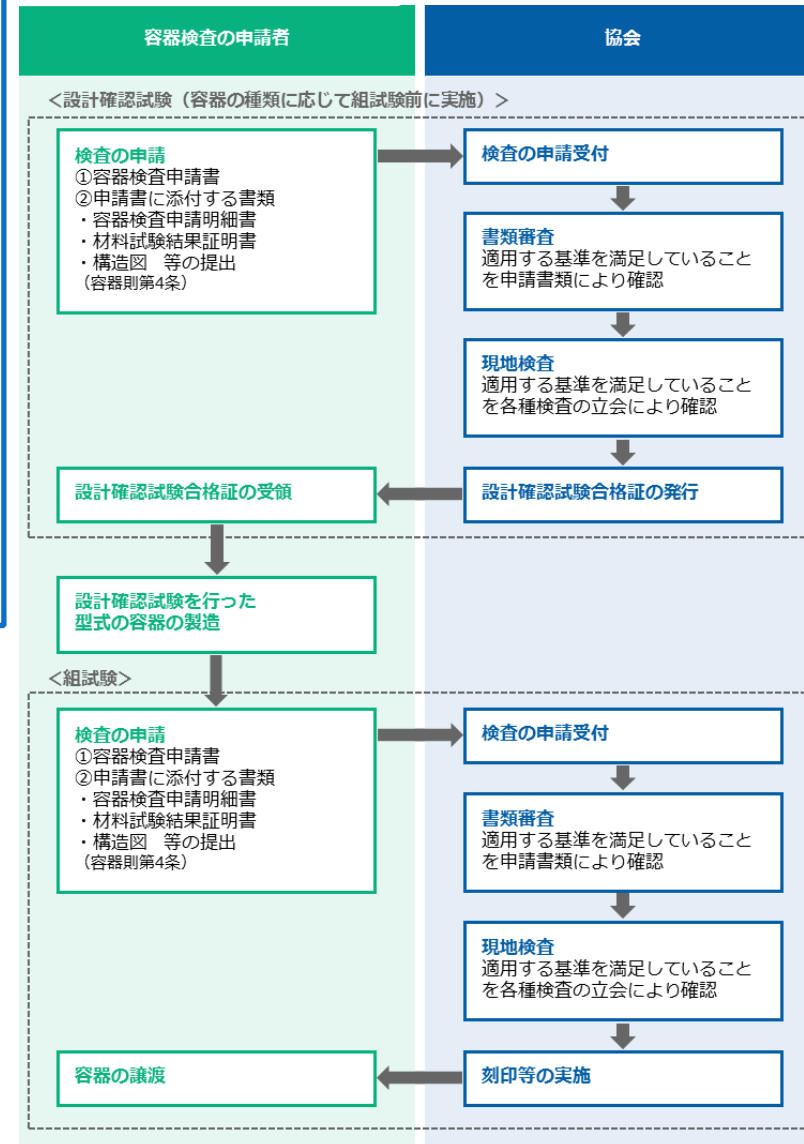 容器検査の申請者
協会
＜設計確認試験（容器の種類に応じて組試験前に実施）＞
検査の申請
①容器検査申請書
②申請書に添付する書類
・容器検査申請明細書
・材料試験結果証明書
・構造図　等の提出
（容器則第4条）
検査の申請受付
書類審査
適用する基準を満足していること
を申請書類により確認
現地検査
適用する基準を満足していること
を各種検査の立会により確認
設計確認試験合格証の受領
設計確認試験合格証の発行
設計確認試験を行った
型式の容器の製造
＜組試験＞
検査の申請
①容器検査申請書
②申請書に添付する書類
・容器検査申請明細書
・材料試験結果証明書
・構造図　等の提出
（容器則第4条）
検査の申請受付
書類審査
適用する基準を満足していること
を申請書類により確認
現地検査
適用する基準を満足していること
を各種検査の立会により確認
容器の譲渡
刻印等の実施